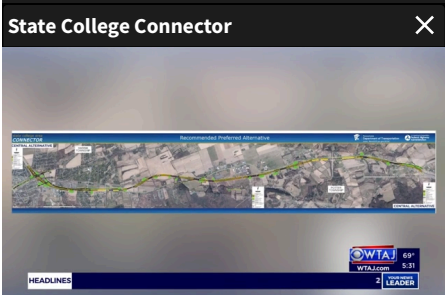 State College Connector
CONNECTOR
Recommended Preferred Alternative
CENTRAL ALTERNATIVE
CENTRAL ALTERNATIVE
WTAJ 69°
WTAJ.com 5:31
HEADLINES
2 YOUR NEWS LEADER